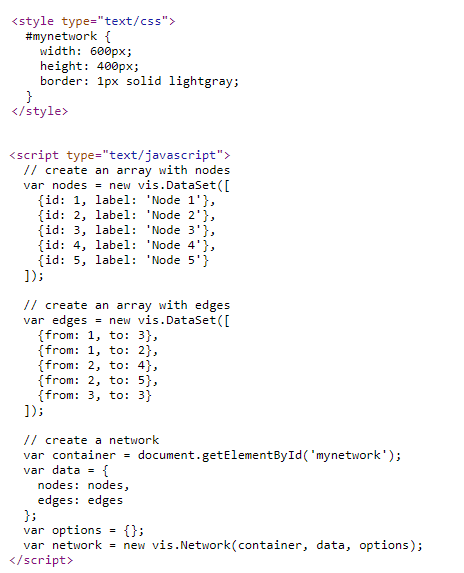 <style type="text/css">
  #mynetwork {
    width: 600px;
    height: 400px;
    border: 1px solid lightgray;
  }
</style>
<script type="text/javascript">
  // create an array with nodes
  var nodes = new vis.DataSet([
    {id: 1, label: 'Node 1'},
    {id: 2, label: 'Node 2'},
    {id: 3, label: 'Node 3'},
    {id: 4, label: 'Node 4'},
    {id: 5, label: 'Node 5'}
  ]);

  // create an array with edges
  var edges = new vis.DataSet([
    {from: 1, to: 3},
    {from: 1, to: 2},
    {from: 2, to: 4},
    {from: 2, to: 5},
    {from: 3, to: 3}
  ]);

  // create a network
  var container = document.getElementById('mynetwork');
  var data = {
    nodes: nodes,
    edges: edges
  };
  var options = {};
  var network = new vis.Network(container, data, options);
</script>